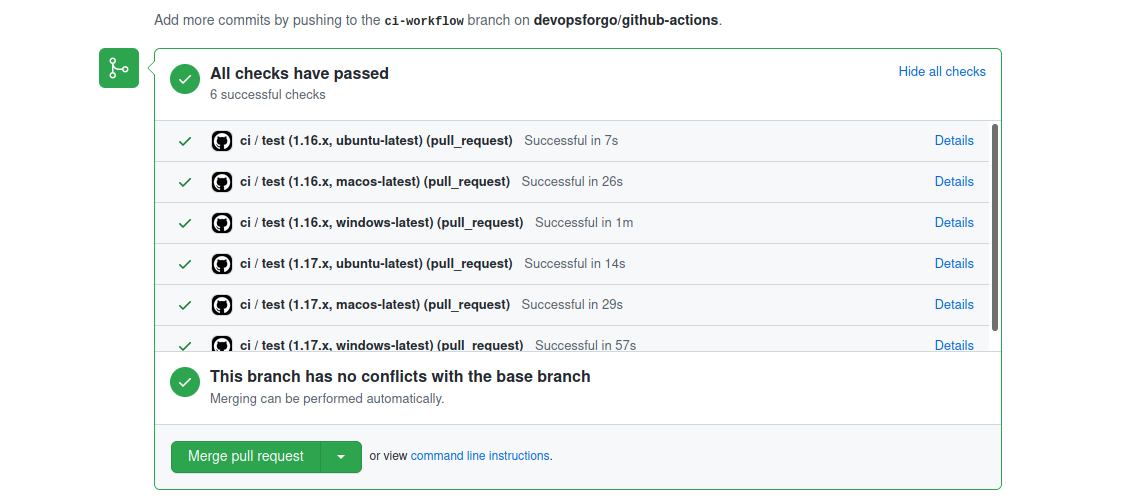 Add more commits by pushing to the ci-workflow branch on devopsforgo/github-actions.
All checks have passed
Hide all checks
6 successful checks
ci / test (1.16.x, ubuntu-latest) (pull_request) Successful in 7s Details
ci / test (1.16.x, macos-latest) (pull_request) Successful in 26s Details
ci / test (1.16.x, windows-latest) (pull_request) Successful in 1m Details
ci / test (1.17.x, ubuntu-latest) (pull_request) Successful in 14s Details
ci / test (1.17.x, macos-latest) (pull_request) Successful in 29s Details
ci / test (1.17.x, windows-latest) (pull_request) Successful in 57s Details
This branch has no conflicts with the base branch
Merging can be performed automatically.
Merge pull request or view command line instructions.